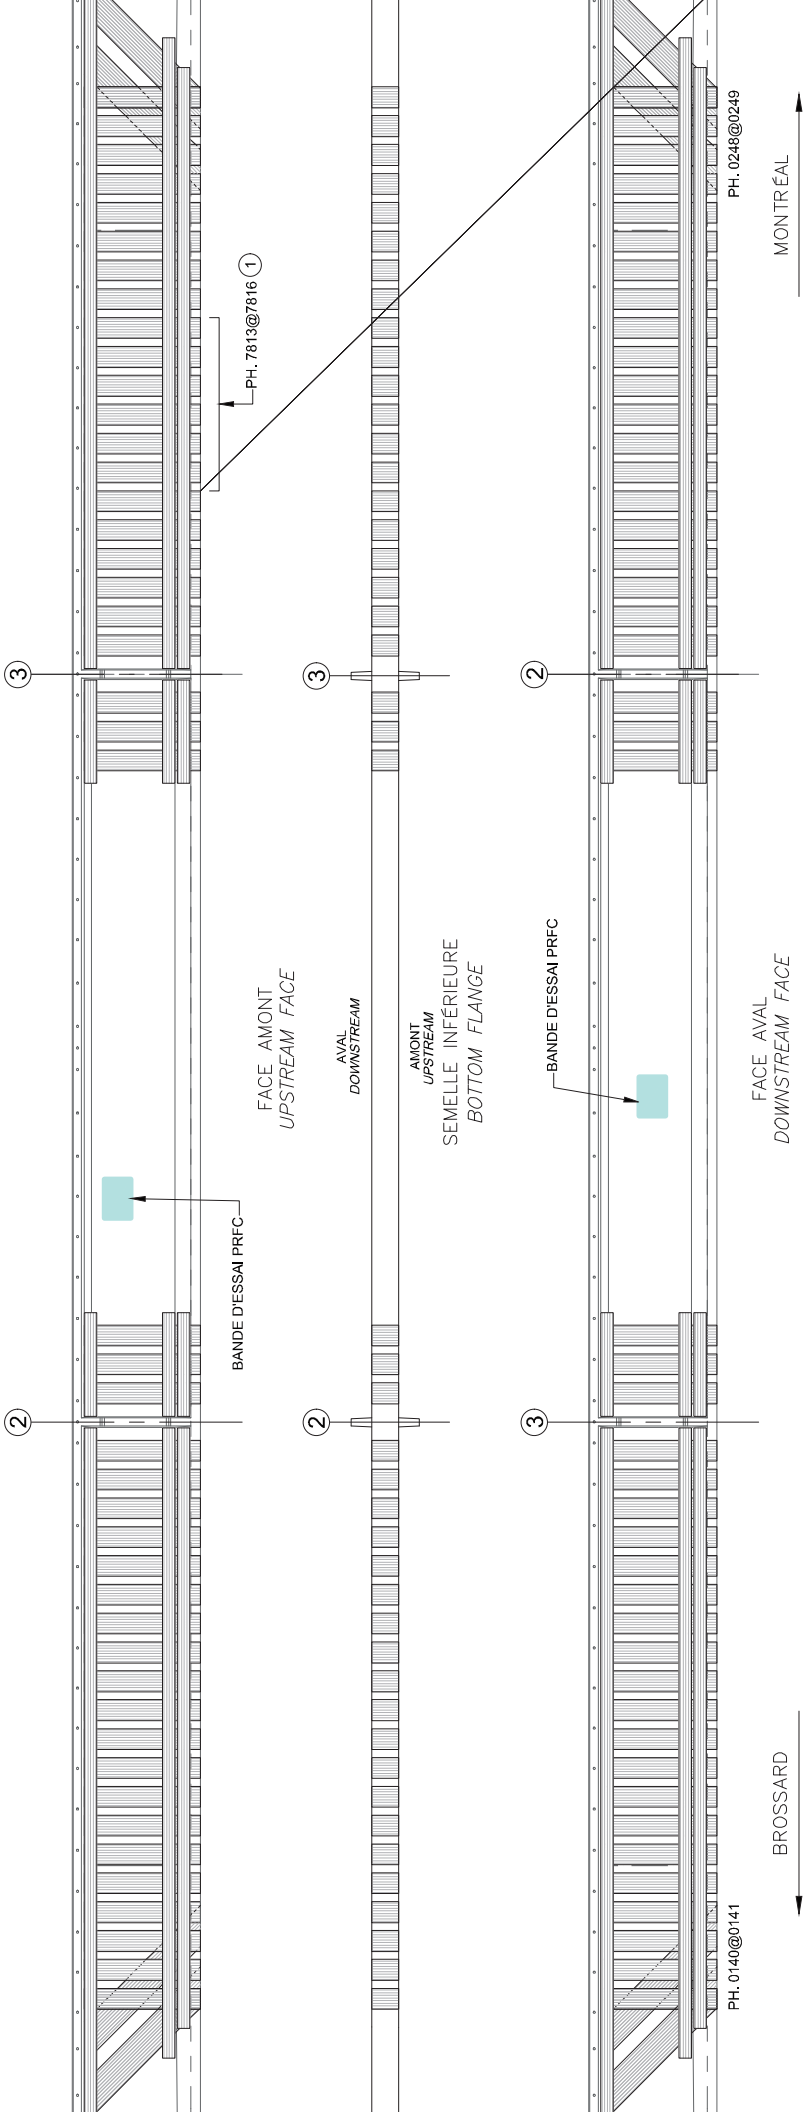 3
PH. 7813@7816 1
2
FACE AMONT
UPSTREAM FACE
BANDE D'ESSAI PRFC
3
AVAL
DOWNSTREAM
AMONT
UPSTREAM
SEMELLE INFÉRIEURE
BOTTOM FLANGE
2
2
PH. 0248@0249
MONTRÉAL
BANDE D'ESSAI PRFC
FACE AVAL
DOWNSTREAM FACE
3
BROSSARD
PH. 0140@0141